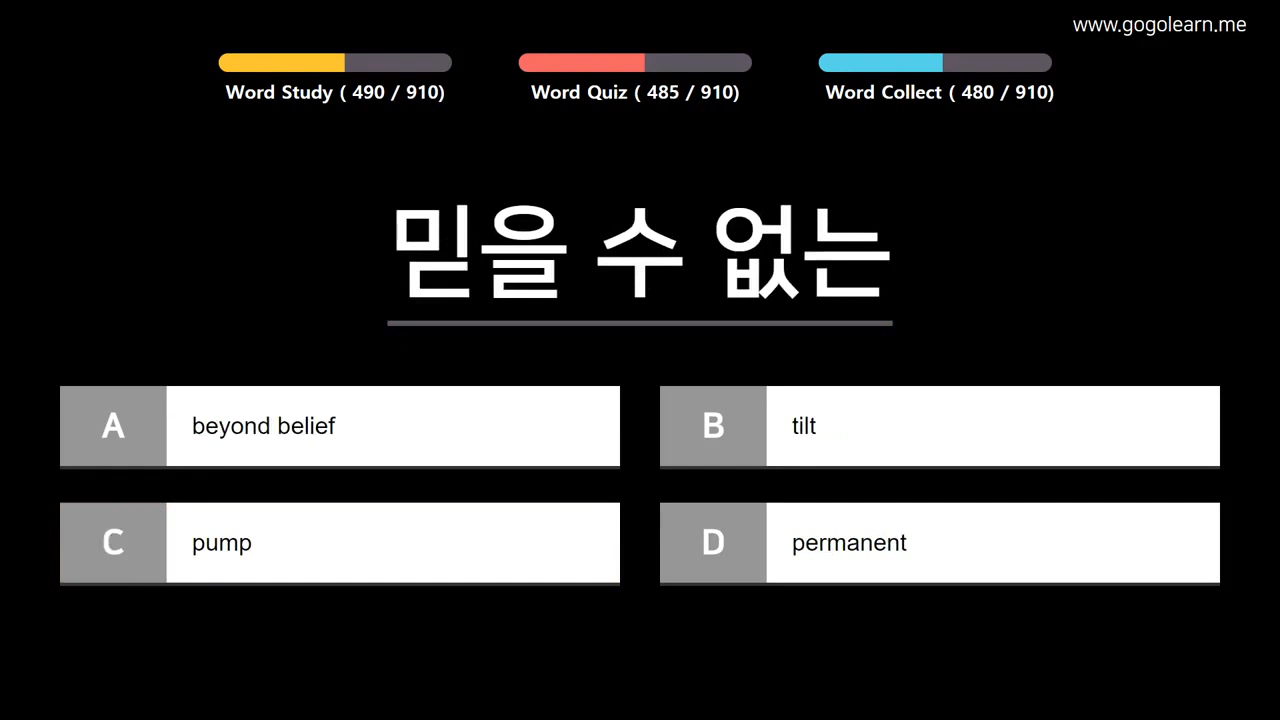 www.gogolearn.me
Word Study ( 490 / 910)
Word Quiz ( 485 / 910)
Word Collect ( 480 / 910)
믿을 수 없는
A beyond belief
B tilt
C pump
D permanent